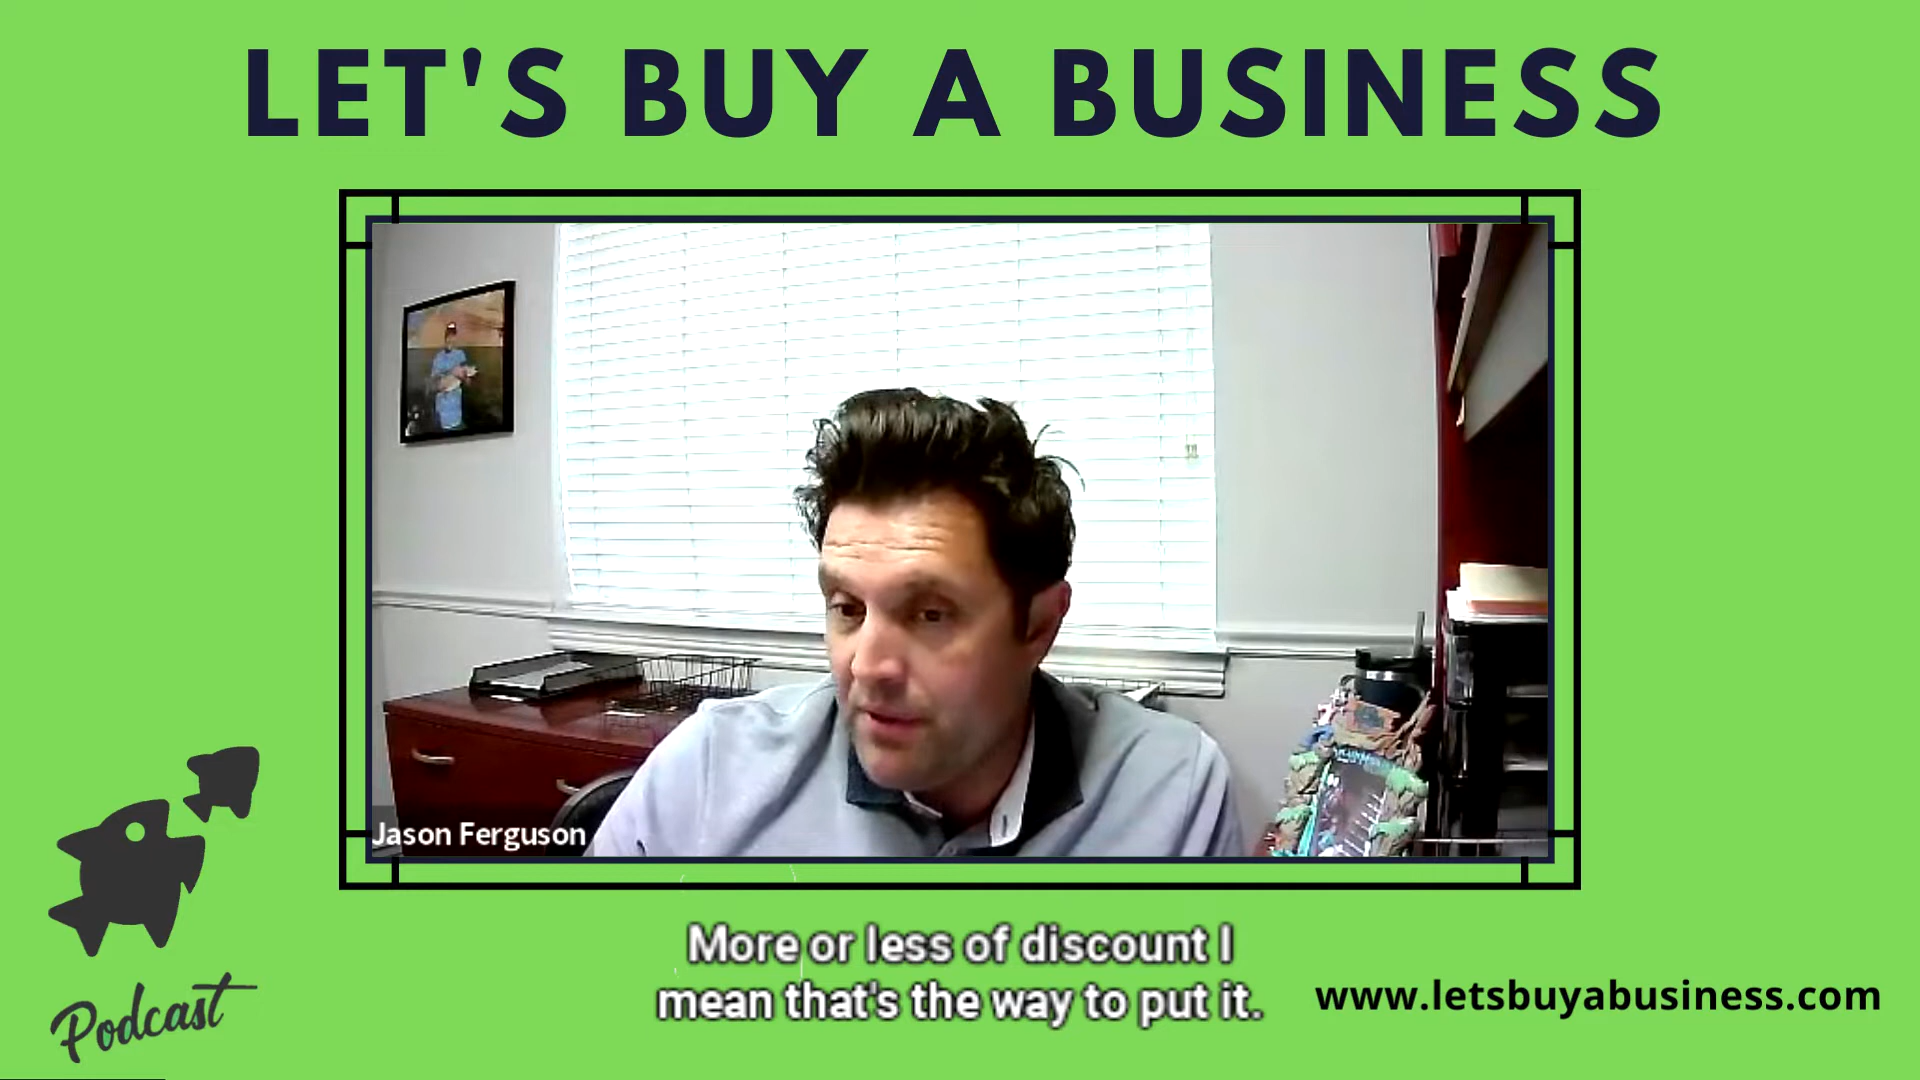 LET'S BUY A BUSINESS
Jason Ferguson
More or less of discount I
mean that's the way to put it.
www.letsbuyabusiness.com
Podcast